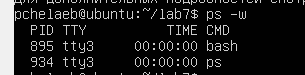 pchelaeb@ubuntu:~/lab7$ ps -w
PID TTY TIME CMD
895 tty3 00:00:00 bash
934 tty3 00:00:00 ps